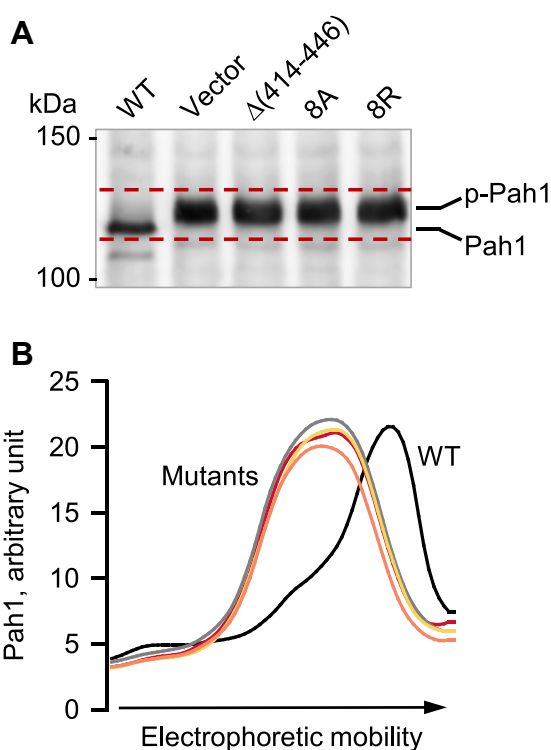 A
kDa
WT
Vector
Δ(414-446)
8A
8R
150
100
p-Pah1
Pah1
B
25
20
15
10
5
0
Pah1, arbitrary unit
Mutants
WT
Electrophoretic mobility